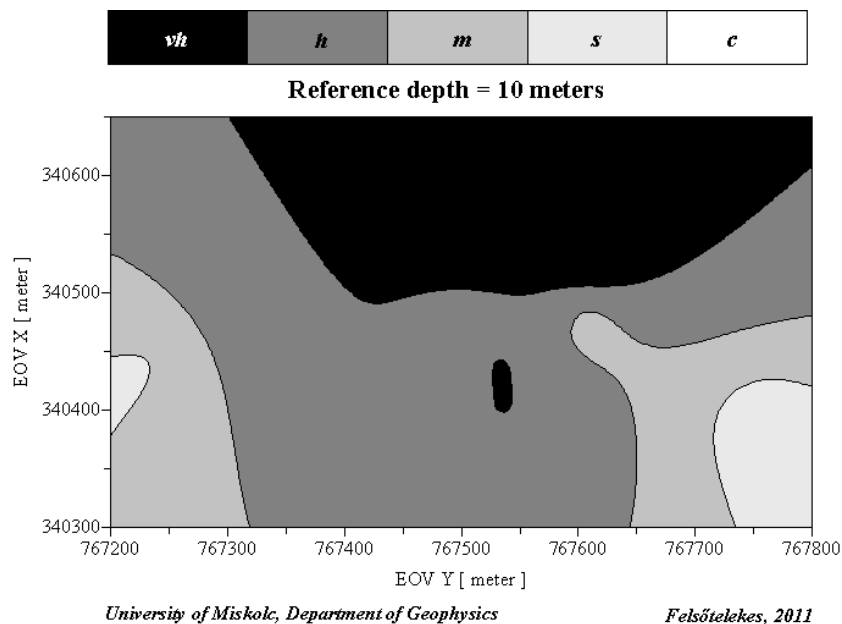 vh h m s c
Reference depth = 10 meters
340600
340500
340400
340300
EOV X [ meter ]
767200 767300 767400 767500 767600 767700 767800
EOV Y [ meter ]
University of Miskolc, Department of Geophysics Felsőtelekes, 2011